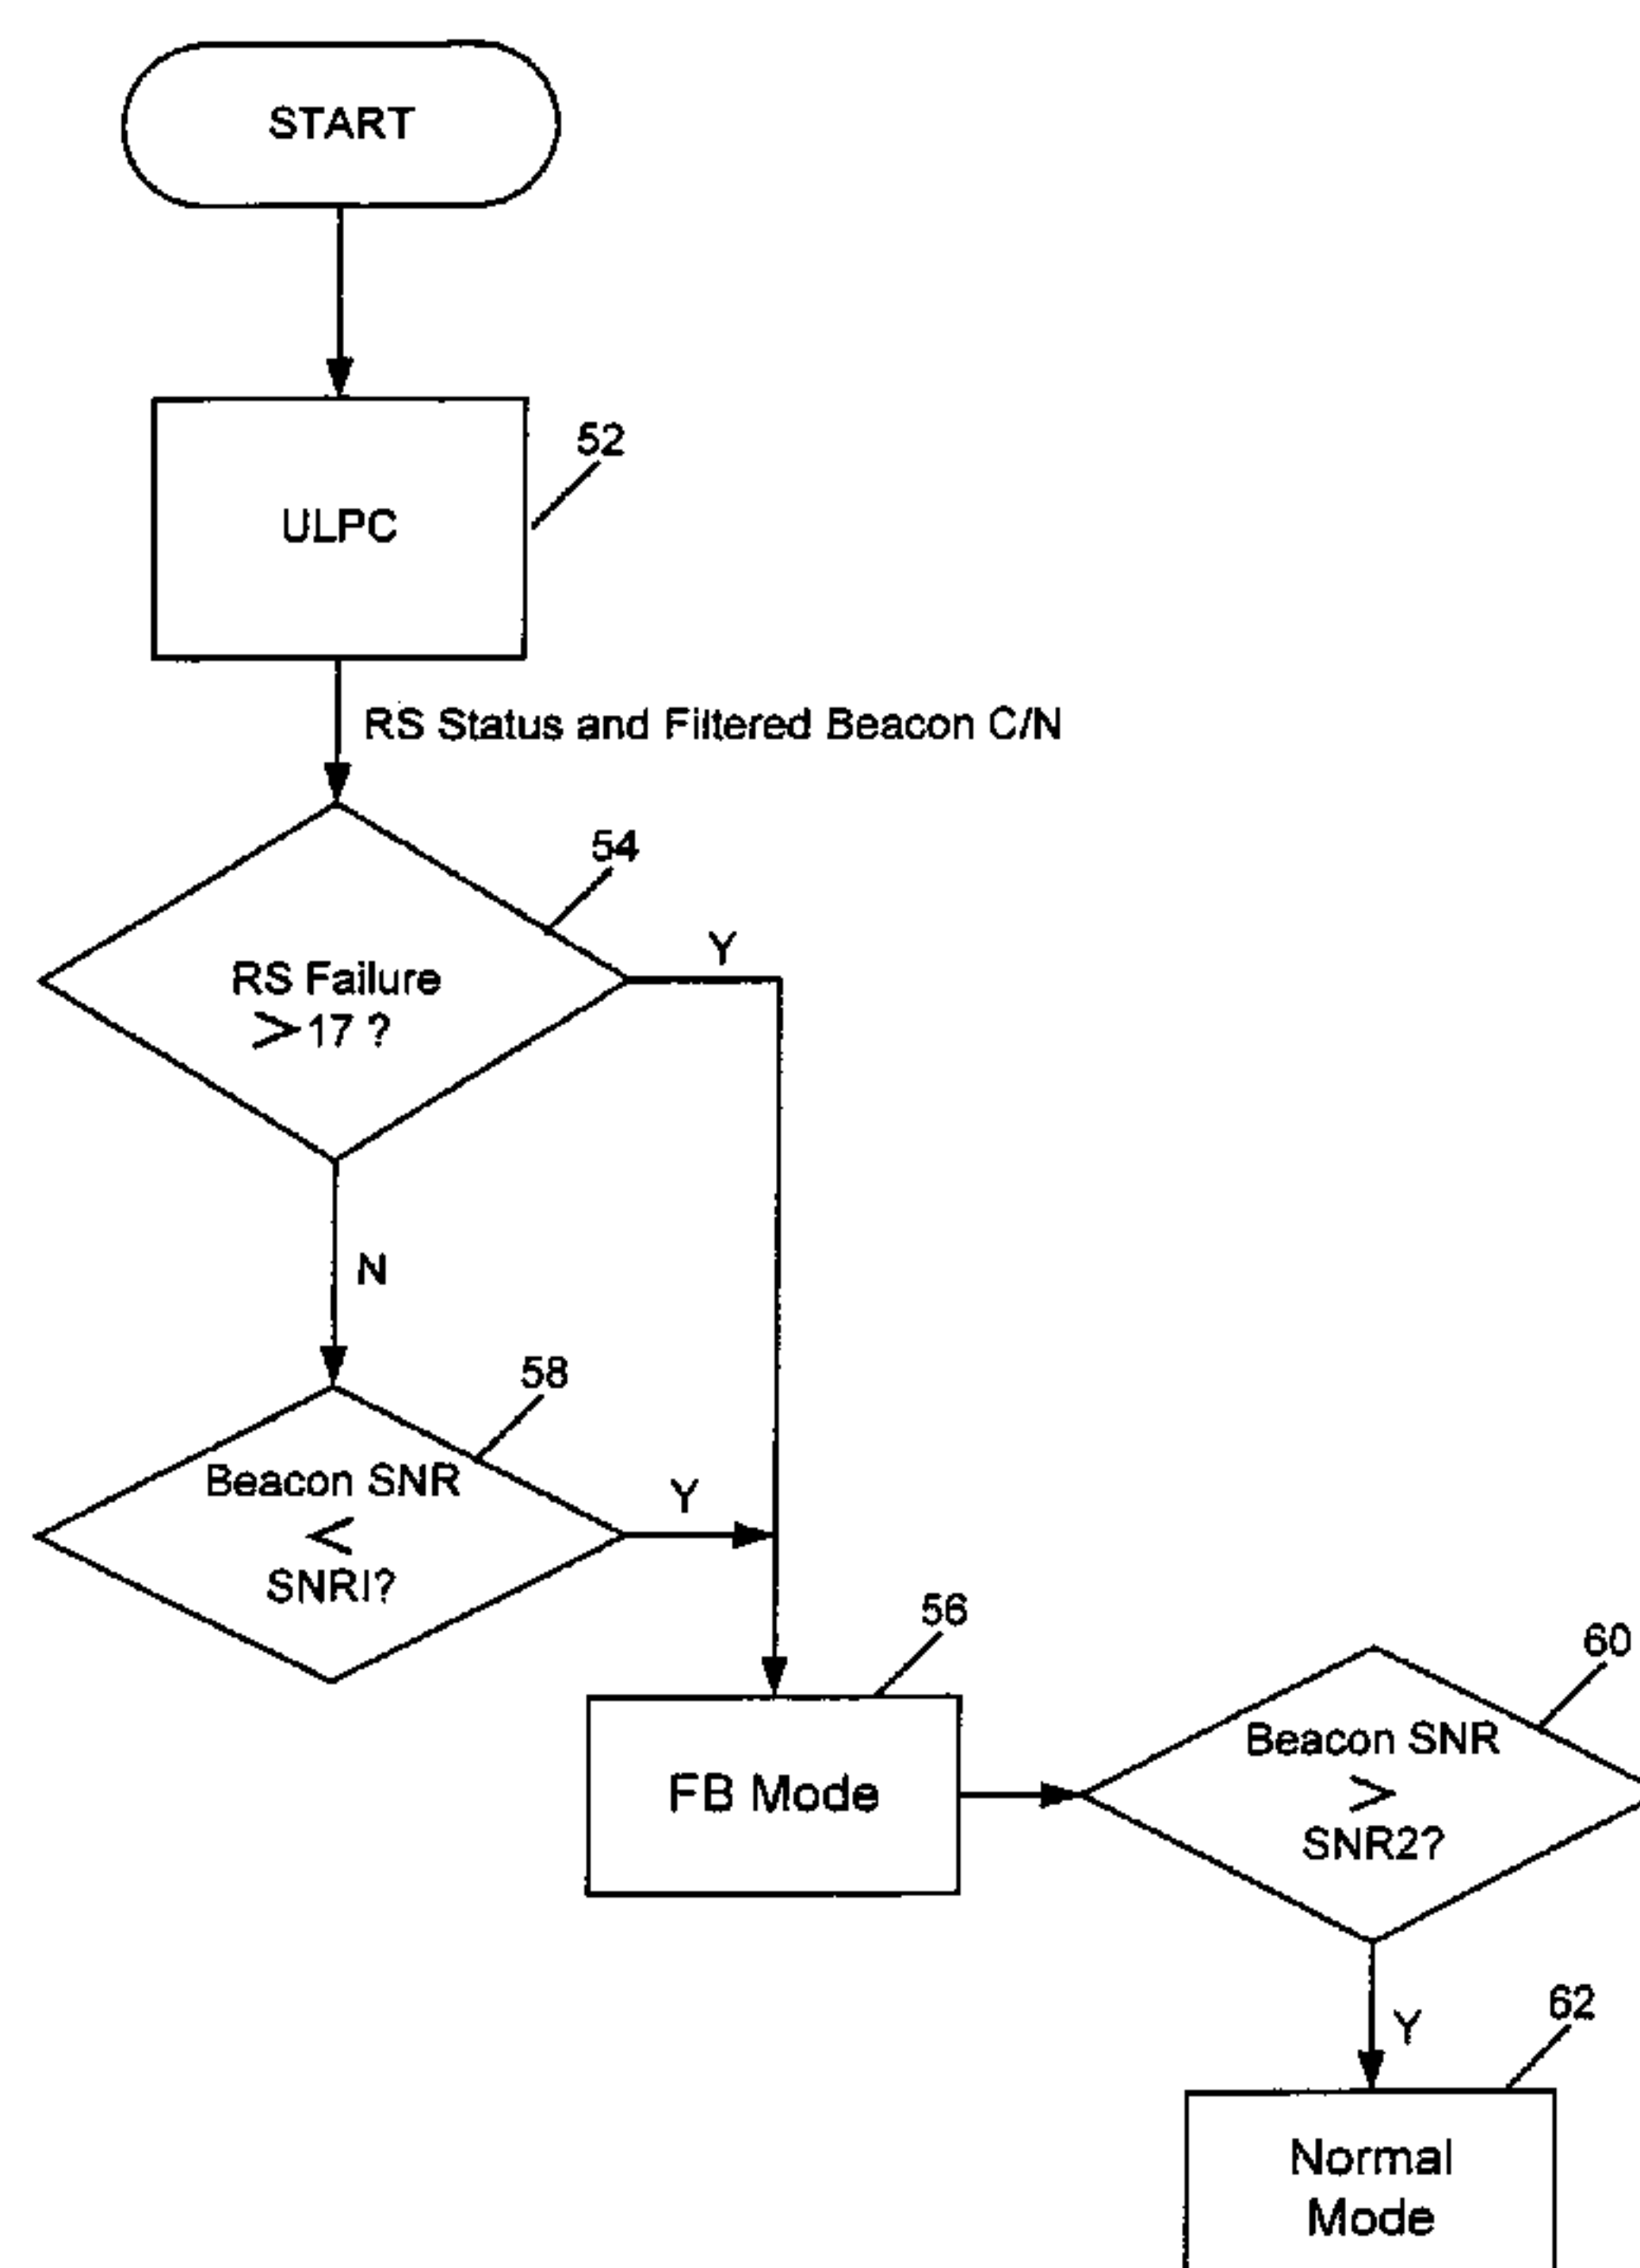 START
52
ULPC
RS Status and Filtered Beacon C/N
54
Y
RS Failure
>17 ?
N
58
Beacon SNR
<
SNRI?
Y
56
FB Mode
60
Beacon SNR
>
SNR2?
Y
62
Normal
Mode